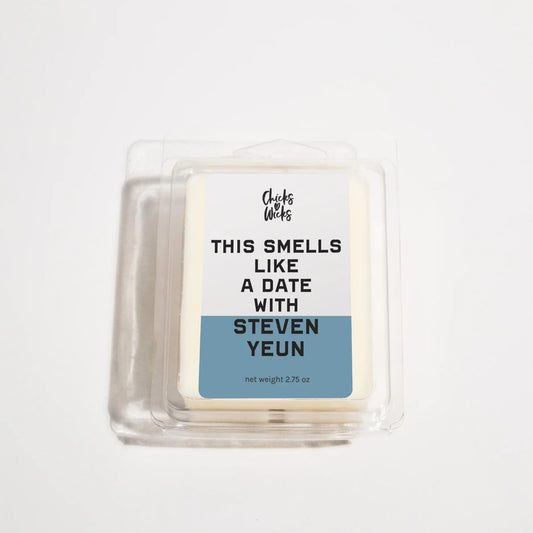 Chicks
Wicks
THIS SMELLS
LIKE
A DATE
WITH
STEVEN
YEUN
net weight 2.75 oz